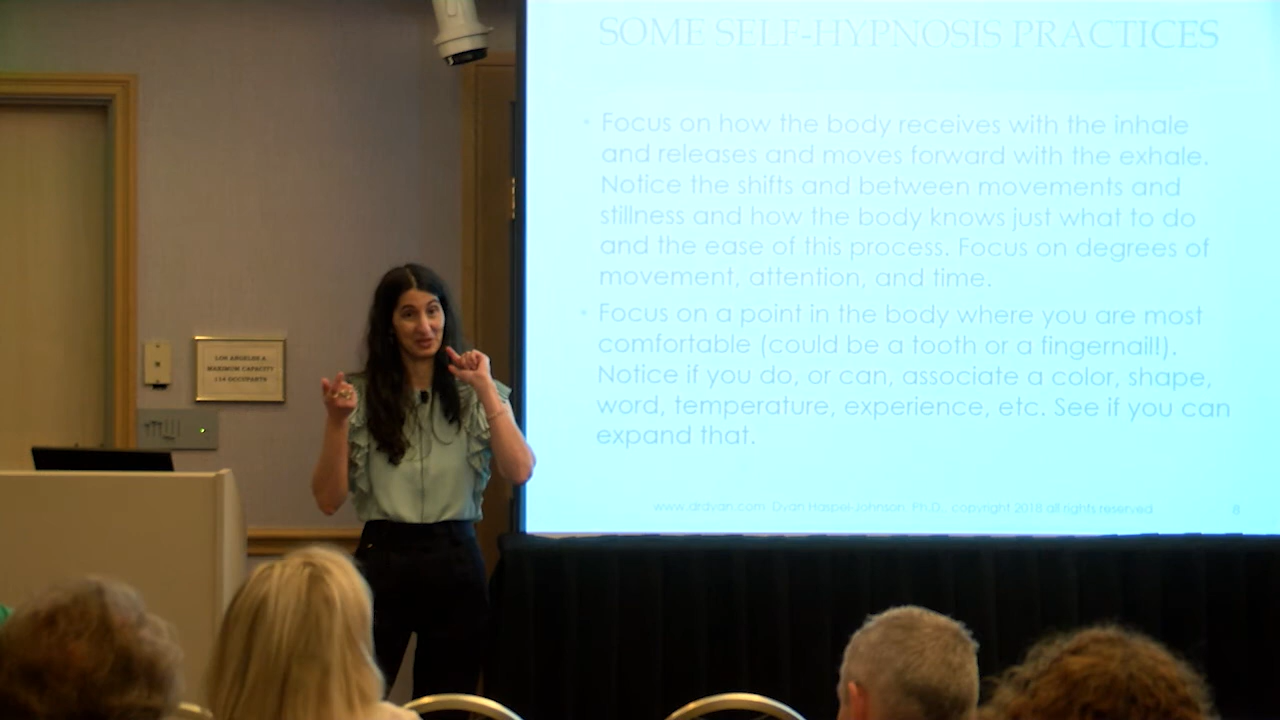 SOME SELF-HYPNOSIS PRACTICES
• Focus on how the body receives with the inhale
and releases and moves forward with the exhale.
Notice the shifts and between movements and
stillness and how the body knows just what to do
and the ease of this process. Focus on degrees of
movement, attention, and time.
• Focus on a point in the body where you are most
comfortable (could be a tooth or a fingernail!).
Notice if you do, or can, associate a color, shape,
word, temperature, experience, etc. See if you can
expand that.
www.drdyan.com Dyan Haspel-Johnson, Ph.D., copyright 2018 all rights reserved 8
LOS ANGELES A
MAXIMUM CAPACITY
114 OCCUPANTS